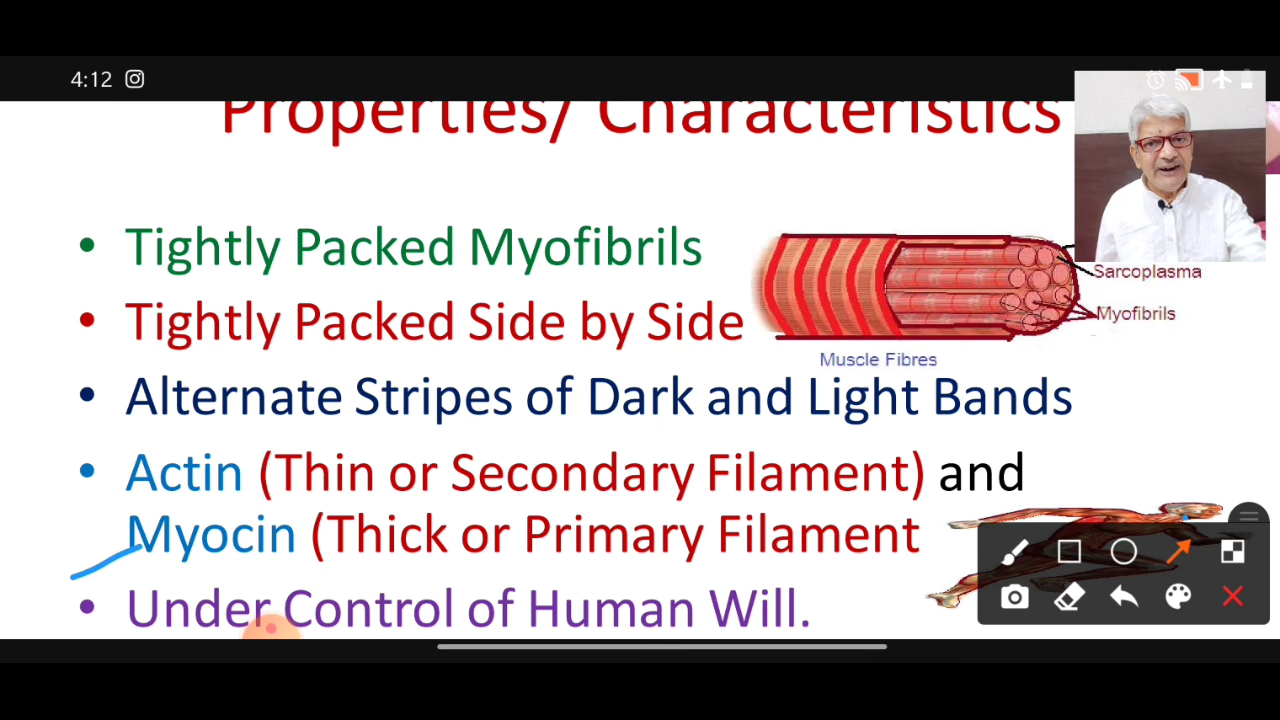 4:12
Properties/ Characteristics
• Tightly Packed Myofibrils
• Tightly Packed Side by Side
Sarcoplasma
Myofibrils
Muscle Fibres
• Alternate Stripes of Dark and Light Bands
• Actin (Thin or Secondary Filament) and
Myocin (Thick or Primary Filament
• Under Control of Human Will.